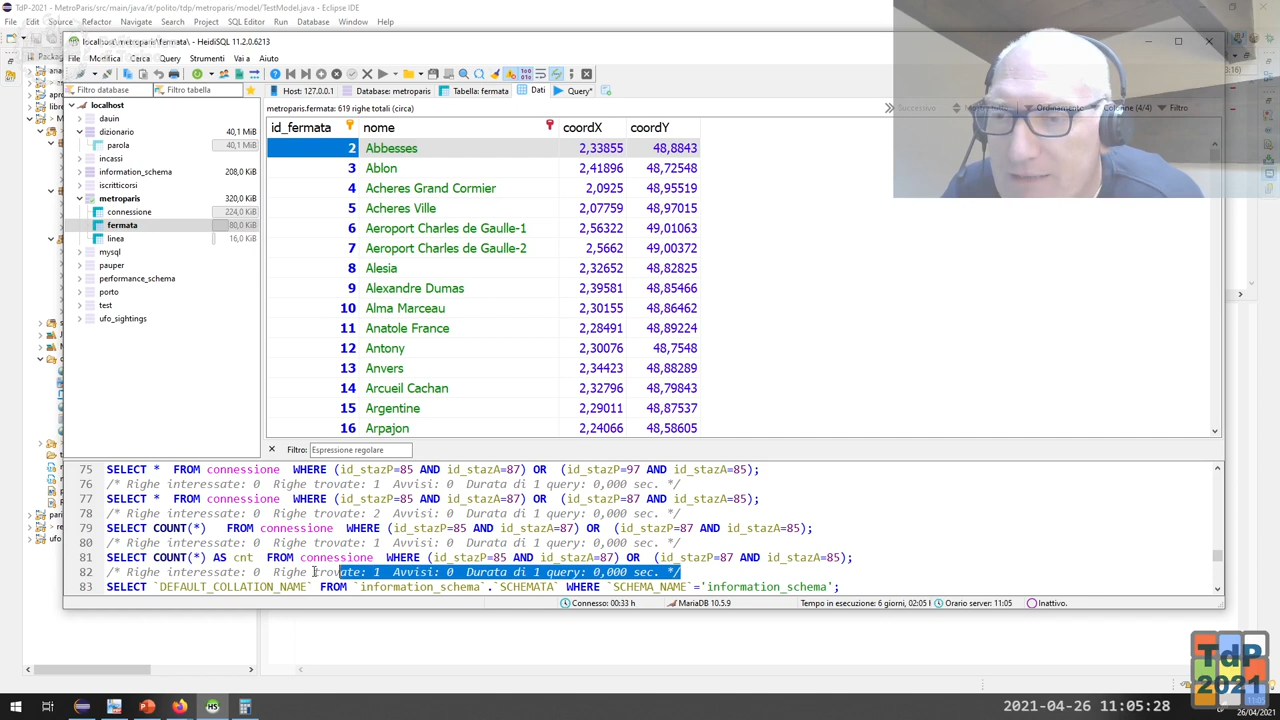 TdP-2021 - MetroParis/src/main/java/it/polito/tdp/metroparis/model/TestModel.java - Eclipse IDE
File Edit Source Refactor Navigate Search Project SQL Editor Run Database Window Help
localhost\metroparis\fermata\ - HeidiSQL 11.2.0.6213
File Modifica Cerca Query Strumenti Vai a Aiuto
Filtro database Filtro tabella Host: 127.0.0.1 Database: metroparis Tabella: fermata Dati Query*
metroparis.fermata: 619 righe totali (circa) Successivo Mostra tutto Ordinamento Colonne (4/4) Filtro
localhost
dauin
dizionario 40,1 MiB
parola 40,1 MiB
incassi
information_schema 208,0 KiB
iscritticorsi
metroparis 320,0 KiB
connessione 224,0 KiB
fermata 80,0 KiB
linea 16,0 KiB
mysql
pauper
performance_schema
porto
test
ufo_sightings
id_fermata nome coordX coordY
2 Abbesses 2,33855 48,8843
3 Ablon 2,41896 48,72548
4 Acheres Grand Cormier 2,0925 48,95519
5 Acheres Ville 2,07759 48,97015
6 Aeroport Charles de Gaulle-1 2,56322 49,01063
7 Aeroport Charles de Gaulle-2 2,5662 49,00372
8 Alesia 2,32652 48,82825
9 Alexandre Dumas 2,39581 48,85466
10 Alma Marceau 2,30155 48,86462
11 Anatole France 2,28491 48,89224
12 Antony 2,30076 48,7548
13 Anvers 2,34423 48,88289
14 Arcueil Cachan 2,32796 48,79843
15 Argentine 2,29011 48,87537
16 Arpajon 2,24066 48,58605
Filtro: Espressione regolare
75 SELECT * FROM connessione WHERE (id_stazP=85 AND id_stazA=87) OR (id_stazP=97 AND id_stazA=85);
76 /* Righe interessate: 0 Righe trovate: 1 Avvisi: 0 Durata di 1 query: 0,000 sec. */
77 SELECT * FROM connessione WHERE (id_stazP=85 AND id_stazA=87) OR (id_stazP=87 AND id_stazA=85);
78 /* Righe interessate: 0 Righe trovate: 2 Avvisi: 0 Durata di 1 query: 0,000 sec. */
79 SELECT COUNT(*) FROM connessione WHERE (id_stazP=85 AND id_stazA=87) OR (id_stazP=87 AND id_stazA=85);
80 /* Righe interessate: 0 Righe trovate: 1 Avvisi: 0 Durata di 1 query: 0,000 sec. */
81 SELECT COUNT(*) AS cnt FROM connessione WHERE (id_stazP=85 AND id_stazA=87) OR (id_stazP=87 AND id_stazA=85);
82 /* Righe interessate: 0 Righe trovate: 1 Avvisi: 0 Durata di 1 query: 0,000 sec. */
83 SELECT `DEFAULT_COLLATION_NAME` FROM `information_schema`.`SCHEMATA` WHERE `SCHEMA_NAME`='information_schema';
Connesso: 00:33 h MariaDB 10.5.9 Tempo in esecuzione: 6 giorni, 02:05 h Orario server: 11:05 Inattivo.
TdP
2021
2021-04-26 11:05:28
26/04/2021